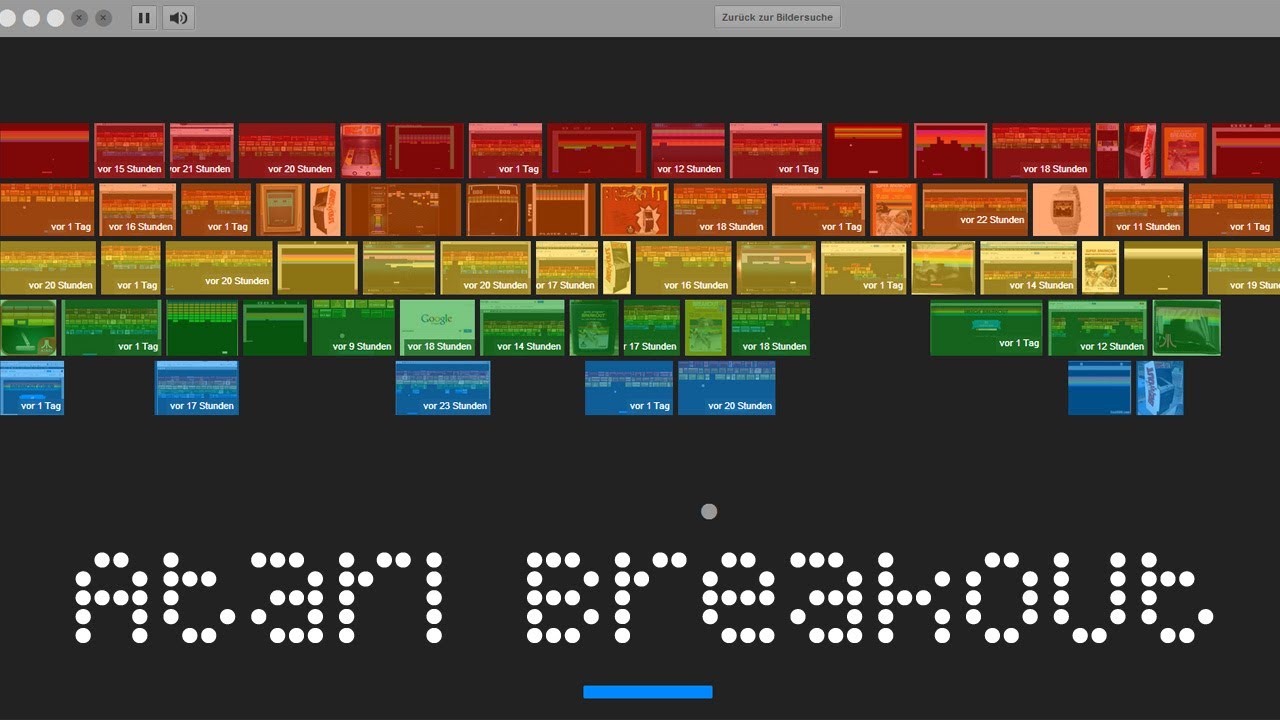 Zurück zur Bildersuche
vor 15 Stunden vor 21 Stunden vor 20 Stunden vor 1 Tag vor 12 Stunden vor 1 Tag vor 18 Stunden
vor 1 Tag vor 16 Stunden vor 1 Tag vor 18 Stunden vor 1 Tag vor 22 Stunden vor 11 Stunden vor 1 Tag
vor 20 Stunden vor 1 Tag vor 20 Stunden vor 20 Stunden vor 17 Stunden vor 16 Stunden vor 1 Tag vor 14 Stunden vor 19 Stun
vor 1 Tag vor 9 Stunden Google vor 18 Stunden vor 14 Stunden r 17 Stunden vor 18 Stunden vor 1 Tag vor 12 Stunden
vor 1 Tag vor 17 Stunden vor 23 Stunden vor 1 Tag vor 20 Stunden
Atari Breakout